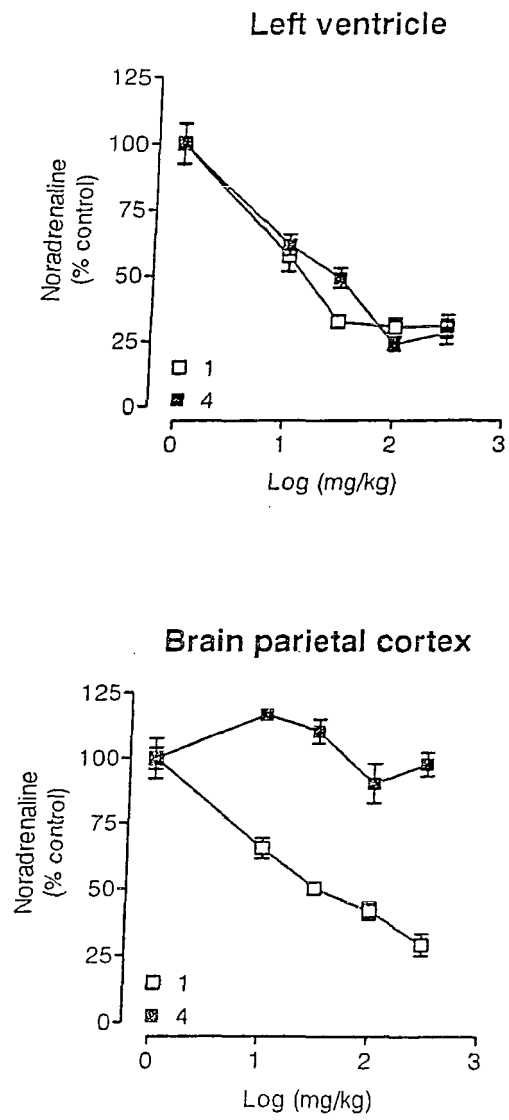 Left ventricle
125
100
75
50
25
0
Noradrenaline
(% control)
1
4
0 1 2 3
Log (mg/kg)
Brain parietal cortex
125
100
75
50
25
0
Noradrenaline
(% control)
1
4
0 1 2 3
Log (mg/kg)